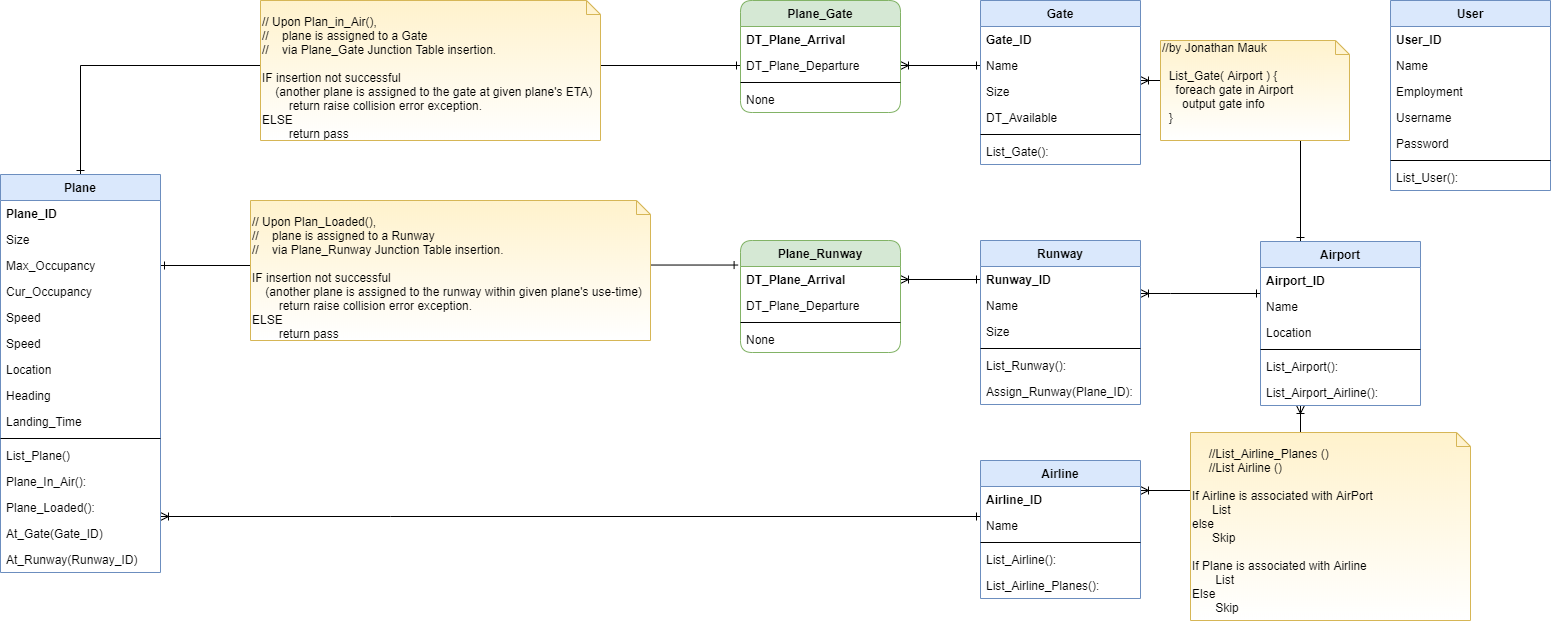 // Upon Plan_in_Air(),
//    plane is assigned to a Gate
//    via Plane_Gate Junction Table insertion.
IF insertion not successful
(another plane is assigned to the gate at given plane's ETA)
return raise collision error exception.
ELSE
return pass
Plane_Gate
DT_Plane_Arrival
DT_Plane_Departure
None
Gate
Gate_ID
Name
Size
DT_Available
List_Gate():
//by Jonathan Mauk
List_Gate( Airport ) {
foreach gate in Airport
output gate info
}
User
User_ID
Name
Employment
Username
Password
List_User():
Plane
Plane_ID
Size
Max_Occupancy
Cur_Occupancy
Speed
Speed
Location
Heading
Landing_Time
List_Plane()
Plane_In_Air():
Plane_Loaded():
At_Gate(Gate_ID)
At_Runway(Runway_ID)
// Upon Plan_Loaded(),
//    plane is assigned to a Runway
//    via Plane_Runway Junction Table insertion.
IF insertion not successful
(another plane is assigned to the runway within given plane's use-time)
return raise collision error exception.
ELSE
return pass
Plane_Runway
DT_Plane_Arrival
DT_Plane_Departure
None
Runway
Runway_ID
Name
Size
List_Runway():
Assign_Runway(Plane_ID):
Airport
Airport_ID
Name
Location
List_Airport():
List_Airport_Airline():
Airline
Airline_ID
Name
List_Airline():
List_Airline_Planes():
//List_Airline_Planes ()
//List Airline ()
If Airline is associated with AirPort
List
else
Skip
If Plane is associated with Airline
List
Else
Skip